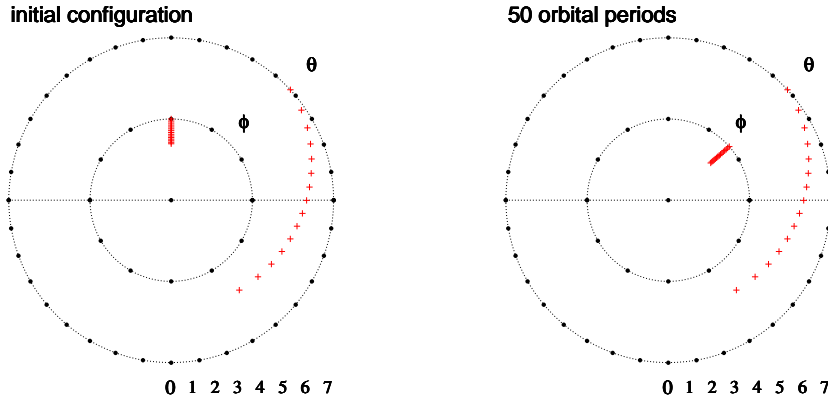 initial configuration
50 orbital periods
θ
θ
ϕ
ϕ
0 1 2 3 4 5 6 7
0 1 2 3 4 5 6 7